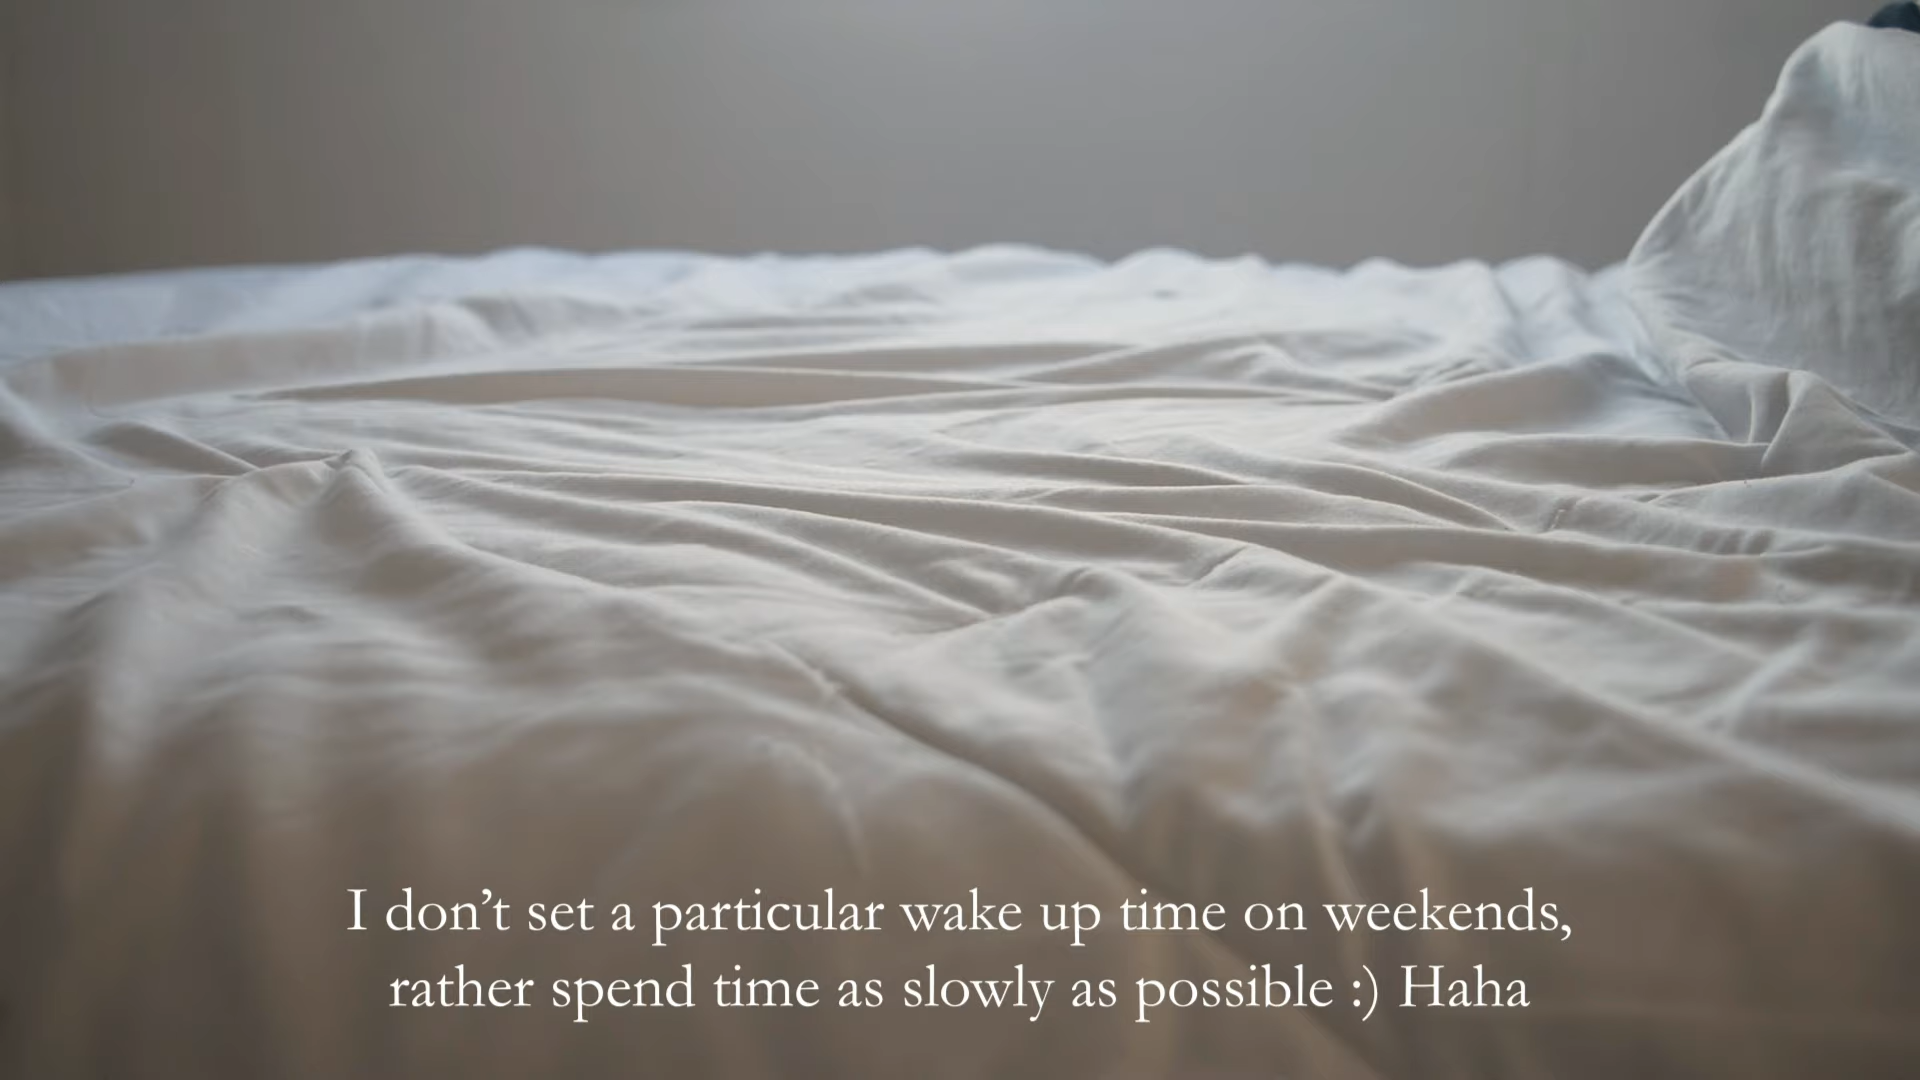 I don’t set a particular wake up time on weekends,
rather spend time as slowly as possible :) Haha